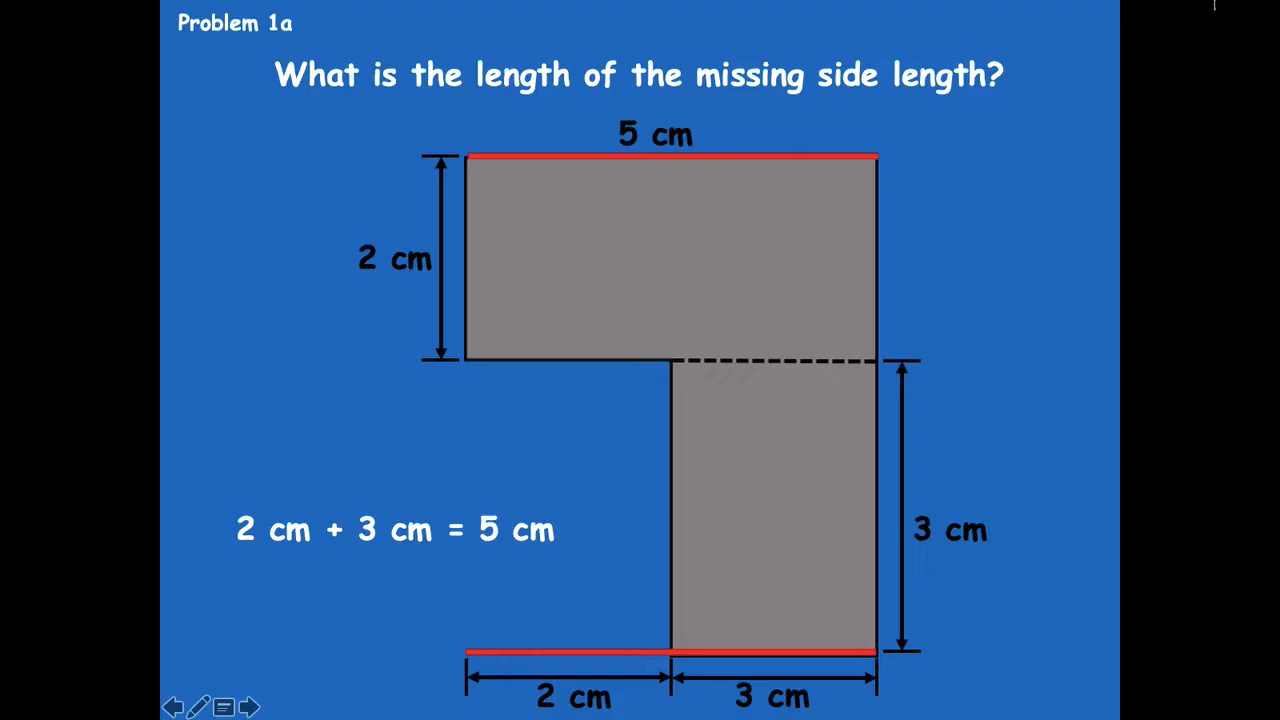 Problem 1a
What is the length of the missing side length?
5 cm
2 cm
2 cm + 3 cm = 5 cm
3 cm
2 cm
3 cm